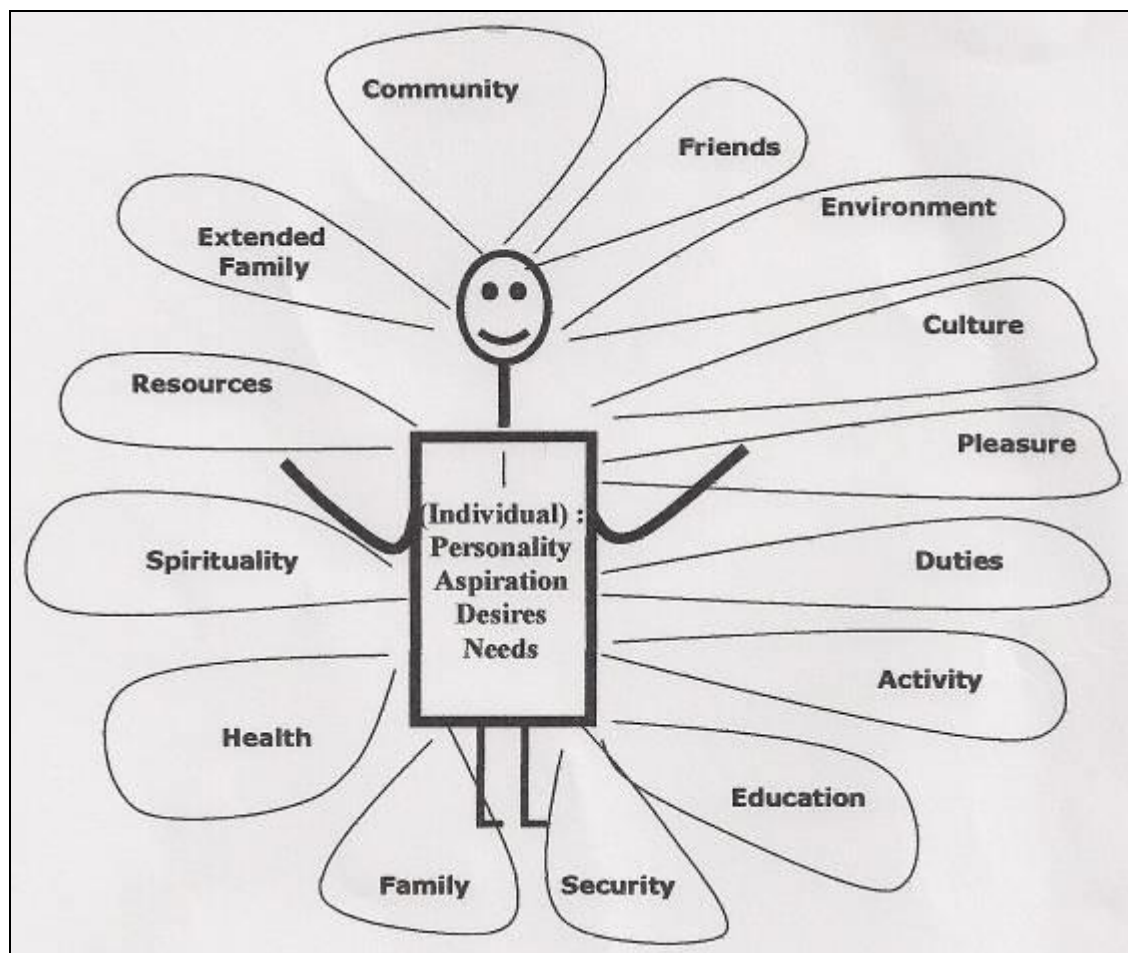 Community
Friends
Environment
Extended
Family
Culture
Resources
Pleasure
(Individual) :
Personality
Aspiration
Desires
Needs
Spirituality
Duties
Activity
Health
Education
Family
Security